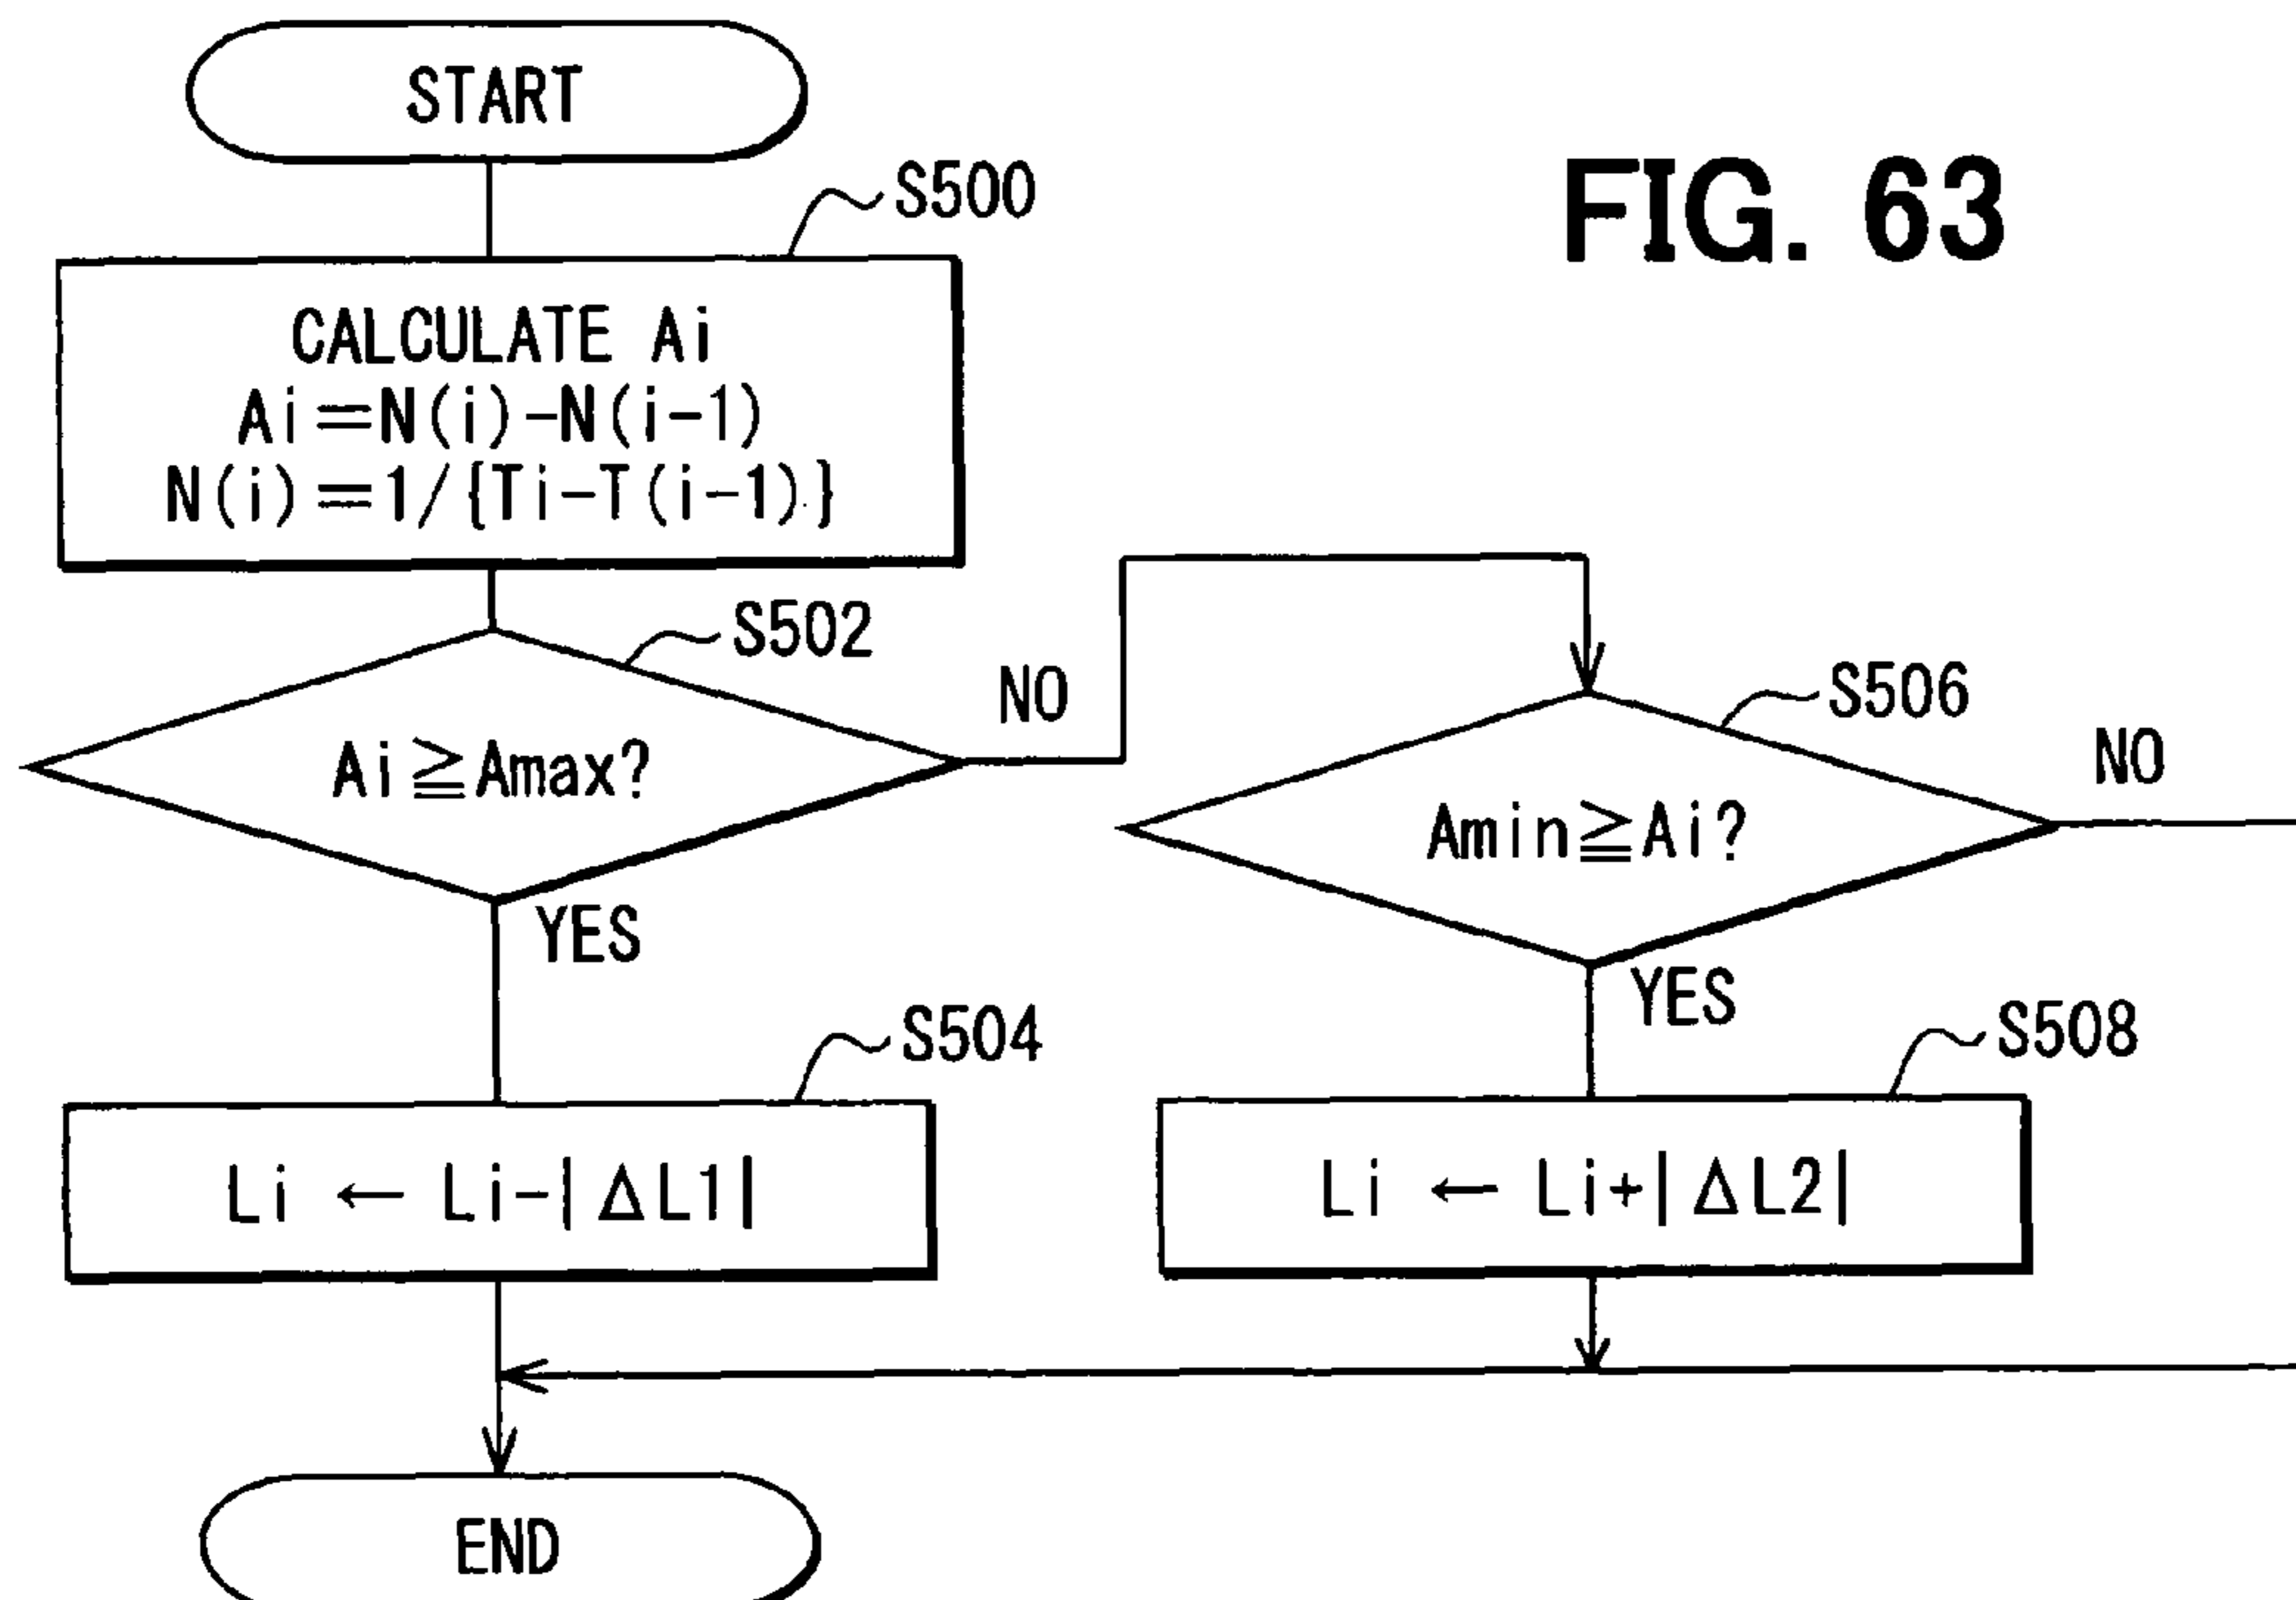 START
S500
FIG. 63
CALCULATE Ai
Ai=N(i)-N(i-1)
N(i)=1/{Ti-T(i-1)}
S502
NO
Ai≧Amax?
YES
S506
NO
Amin≧Ai?
YES
S504
Li ← Li-|ΔL1|
S508
Li ← Li+|ΔL2|
END